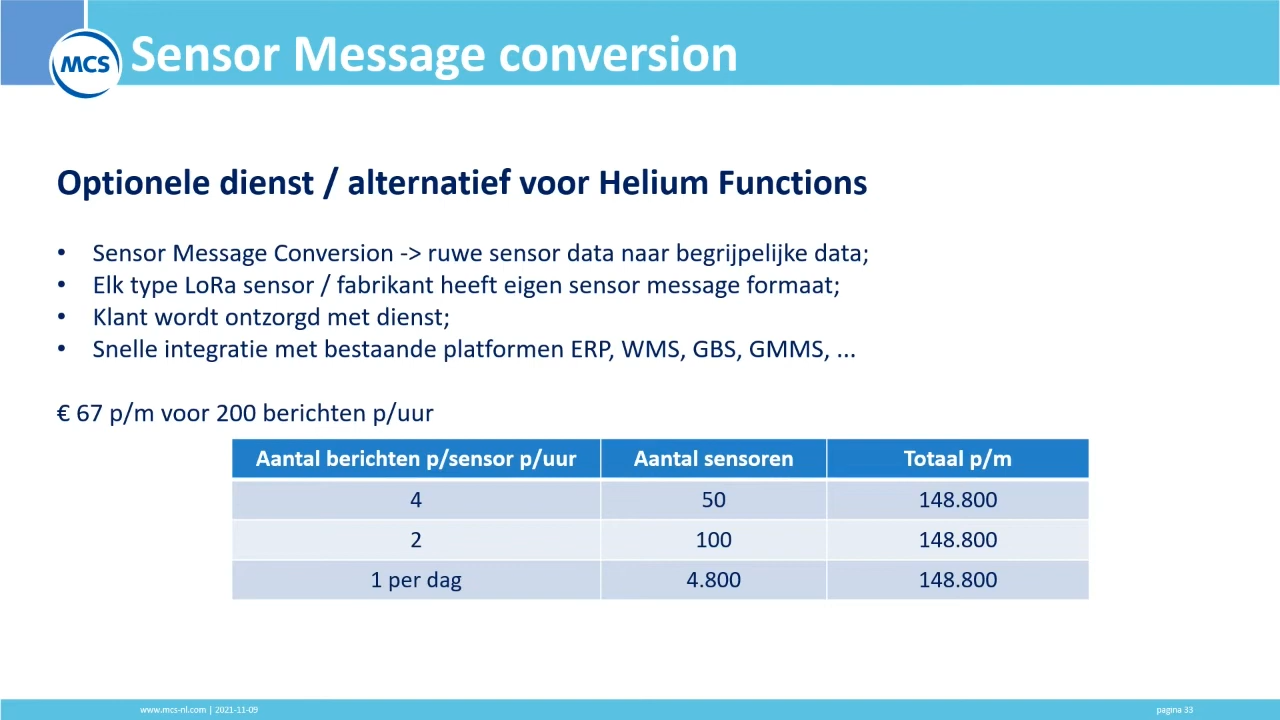 MCS
Sensor Message conversion
Optionele dienst / alternatief voor Helium Functions
• Sensor Message Conversion -> ruwe sensor data naar begrijpelijke data;
• Elk type LoRa sensor / fabrikant heeft eigen sensor message formaat;
• Klant wordt ontzorgd met dienst;
• Snelle integratie met bestaande platformen ERP, WMS, GBS, GMMS, ...
€ 67 p/m voor 200 berichten p/uur
Aantal berichten p/sensor p/uur Aantal sensoren Totaal p/m
4 50 148.800
2 100 148.800
1 per dag 4.800 148.800
www.mcs-nl.com | 2021-11-09 pagina 33